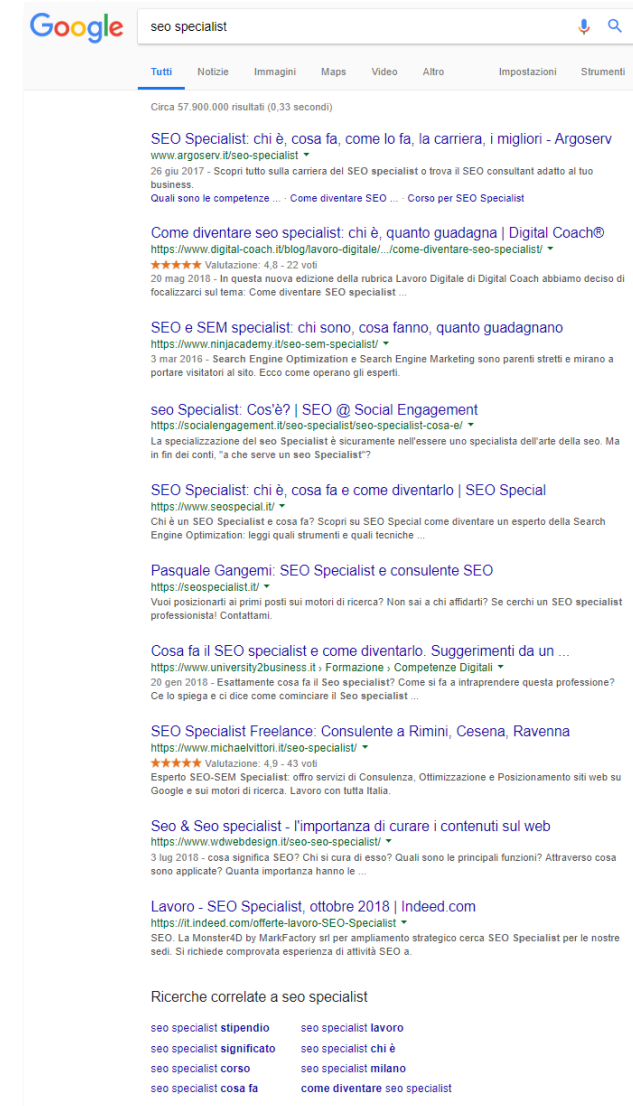 Google
seo specialist
Tutti Notizie Immagini Maps Video Altro Impostazioni Strumenti
Circa 57.900.000 risultati (0,33 secondi)
SEO Specialist: chi è, cosa fa, come lo fa, la carriera, i migliori - Argoserv
www.argoserv.it/seo-specialist
26 giu 2017 - Scopri tutto sulla carriera del SEO specialist o trova il SEO consultant adatto al tuo
business.
Quali sono le competenze ... · Come diventare SEO ... · Corso per SEO Specialist
Come diventare seo specialist: chi è, quanto guadagna | Digital Coach®
https://www.digital-coach.it/blog/lavoro-digitale/.../come-diventare-seo-specialist/
Valutazione: 4,8 - 22 voti
20 mag 2018 - In questa nuova edizione della rubrica Lavoro Digitale di Digital Coach abbiamo deciso di
focalizzarci sul tema: Come diventare SEO specialist ...
SEO e SEM specialist: chi sono, cosa fanno, quanto guadagnano
https://www.ninjacademy.it/seo-sem-specialist/
3 mar 2016 - Search Engine Optimization e Search Engine Marketing sono parenti stretti e mirano a
portare visitatori al sito. Ecco come operano gli esperti.
seo Specialist: Cos'è? | SEO @ Social Engagement
https://socialengagement.it/seo-specialist/seo-specialist-cosa-e/
La specializzazione del seo Specialist è sicuramente nell'essere uno specialista dell'arte della seo. Ma
in fin dei conti, "a che serve un seo Specialist"?
SEO Specialist: chi è, cosa fa e come diventarlo | SEO Special
https://www.seospecial.it/
Chi è un SEO Specialist e cosa fa? Scopri su SEO Special come diventare un esperto della Search
Engine Optimization: leggi quali strumenti e quali tecniche ...
Pasquale Gangemi: SEO Specialist e consulente SEO
https://seospecialist.it/
Vuoi posizionarti ai primi posti sui motori di ricerca? Non sai a chi affidarti? Se cerchi un SEO specialist
professionista! Contattami.
Cosa fa il SEO specialist e come diventarlo. Suggerimenti da un ...
https://www.university2business.it › Formazione › Competenze Digitali
20 gen 2018 - Esattamente cosa fa il Seo specialist? Come si fa a intraprendere questa professione?
Ce lo spiega e ci dice come cominciare il Seo specialist ...
SEO Specialist Freelance: Consulente a Rimini, Cesena, Ravenna
https://www.michaelvittori.it/seo-specialist/
Valutazione: 4,9 - 43 voti
Esperto SEO-SEM Specialist: offro servizi di Consulenza, Ottimizzazione e Posizionamento siti web su
Google e sui motori di ricerca. Lavoro con tutta Italia.
Seo & Seo specialist - l'importanza di curare i contenuti sul web
https://www.wdwebdesign.it/seo-seo-specialist/
3 lug 2018 - cosa significa SEO? Chi si cura di esso? Quali sono le principali funzioni? Attraverso cosa
sono applicate? Quanta importanza hanno le ...
Lavoro - SEO Specialist, ottobre 2018 | Indeed.com
https://it.indeed.com/offerte-lavoro-SEO-Specialist
SEO. La Monster4D by MarkFactory srl per ampliamento strategico cerca SEO Specialist per le nostre
sedi. Si richiede comprovata esperienza di attività SEO a.
Ricerche correlate a seo specialist
seo specialist stipendio seo specialist lavoro
seo specialist significato seo specialist chi è
seo specialist corso seo specialist milano
seo specialist cosa fa come diventare seo specialist